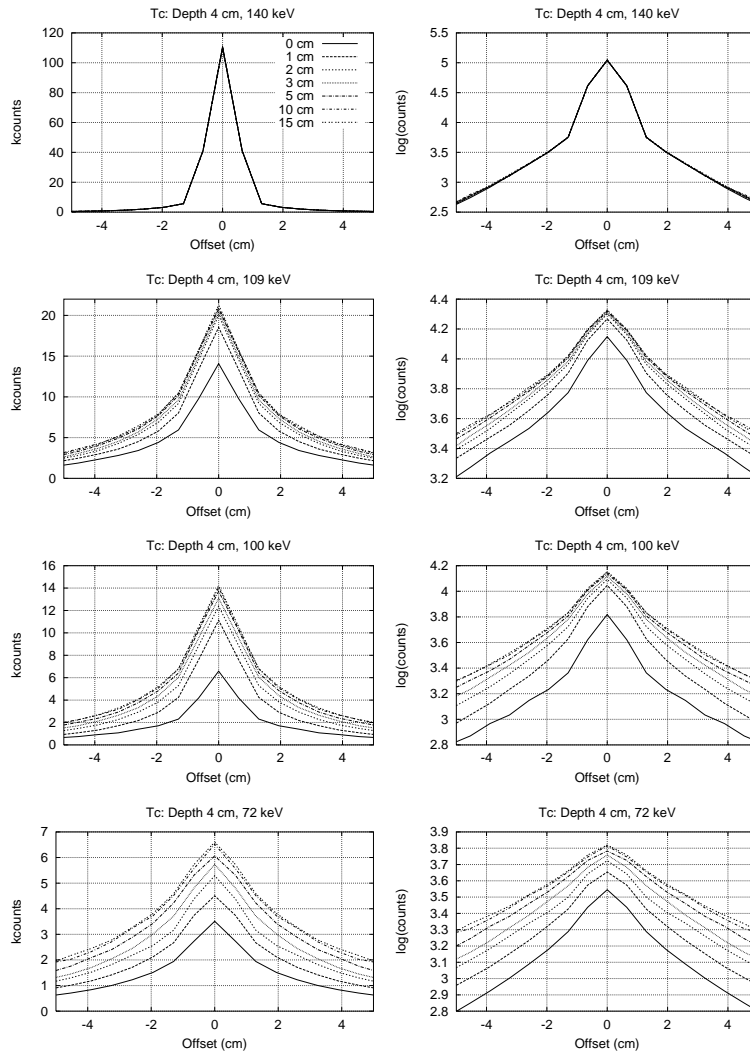 Tc: Depth 4 cm, 140 keV
kcounts
120
100
80
60
40
20
0
-4 -2 0 2 4
Offset (cm)
0 cm
1 cm
2 cm
3 cm
5 cm
10 cm
15 cm
Tc: Depth 4 cm, 140 keV
log(counts)
5.5
5
4.5
4
3.5
3
2.5
-4 -2 0 2 4
Offset (cm)
Tc: Depth 4 cm, 109 keV
kcounts
20
15
10
5
0
-4 -2 0 2 4
Offset (cm)
Tc: Depth 4 cm, 109 keV
log(counts)
4.4
4.2
4
3.8
3.6
3.4
3.2
-4 -2 0 2 4
Offset (cm)
Tc: Depth 4 cm, 100 keV
kcounts
16
14
12
10
8
6
4
2
0
-4 -2 0 2 4
Offset (cm)
Tc: Depth 4 cm, 100 keV
log(counts)
4.2
4
3.8
3.6
3.4
3.2
3
2.8
-4 -2 0 2 4
Offset (cm)
Tc: Depth 4 cm, 72 keV
kcounts
7
6
5
4
3
2
1
0
-4 -2 0 2 4
Offset (cm)
Tc: Depth 4 cm, 72 keV
log(counts)
3.9
3.8
3.7
3.6
3.5
3.4
3.3
3.2
3.1
3
2.9
2.8
-4 -2 0 2 4
Offset (cm)